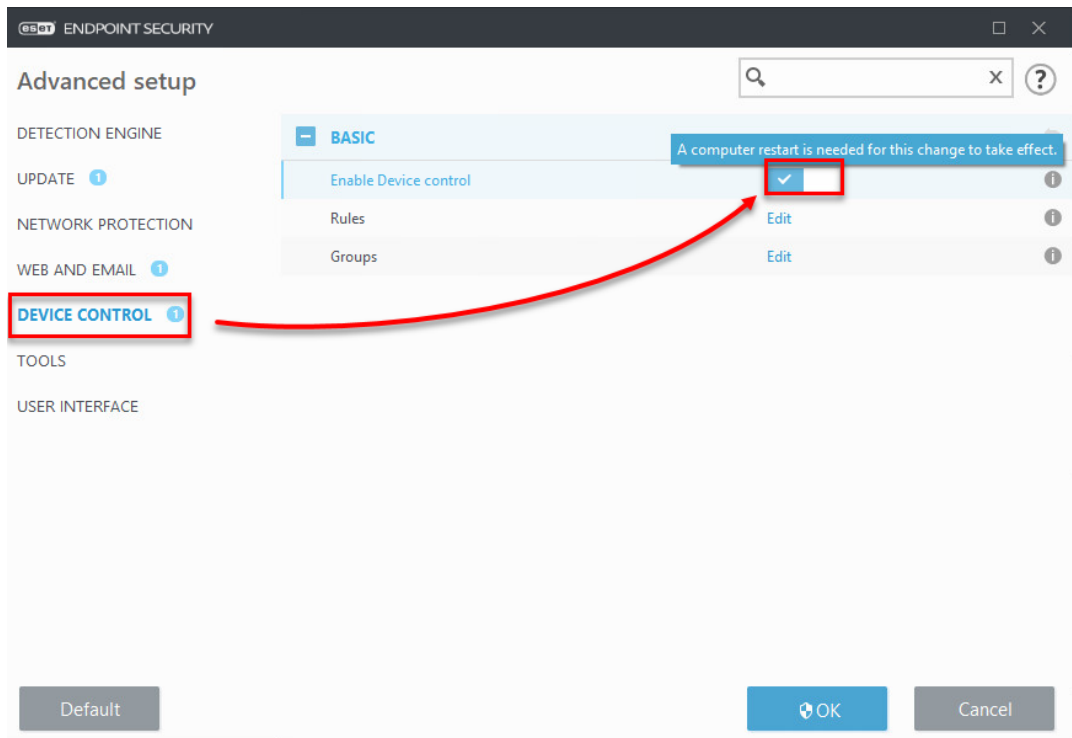 eset ENDPOINT SECURITY
Advanced setup
x
?
DETECTION ENGINE
UPDATE 1
NETWORK PROTECTION
WEB AND EMAIL 1
DEVICE CONTROL 1
TOOLS
USER INTERFACE
BASIC
A computer restart is needed for this change to take effect.
Enable Device control
Rules Edit
Groups Edit
Default
OK
Cancel